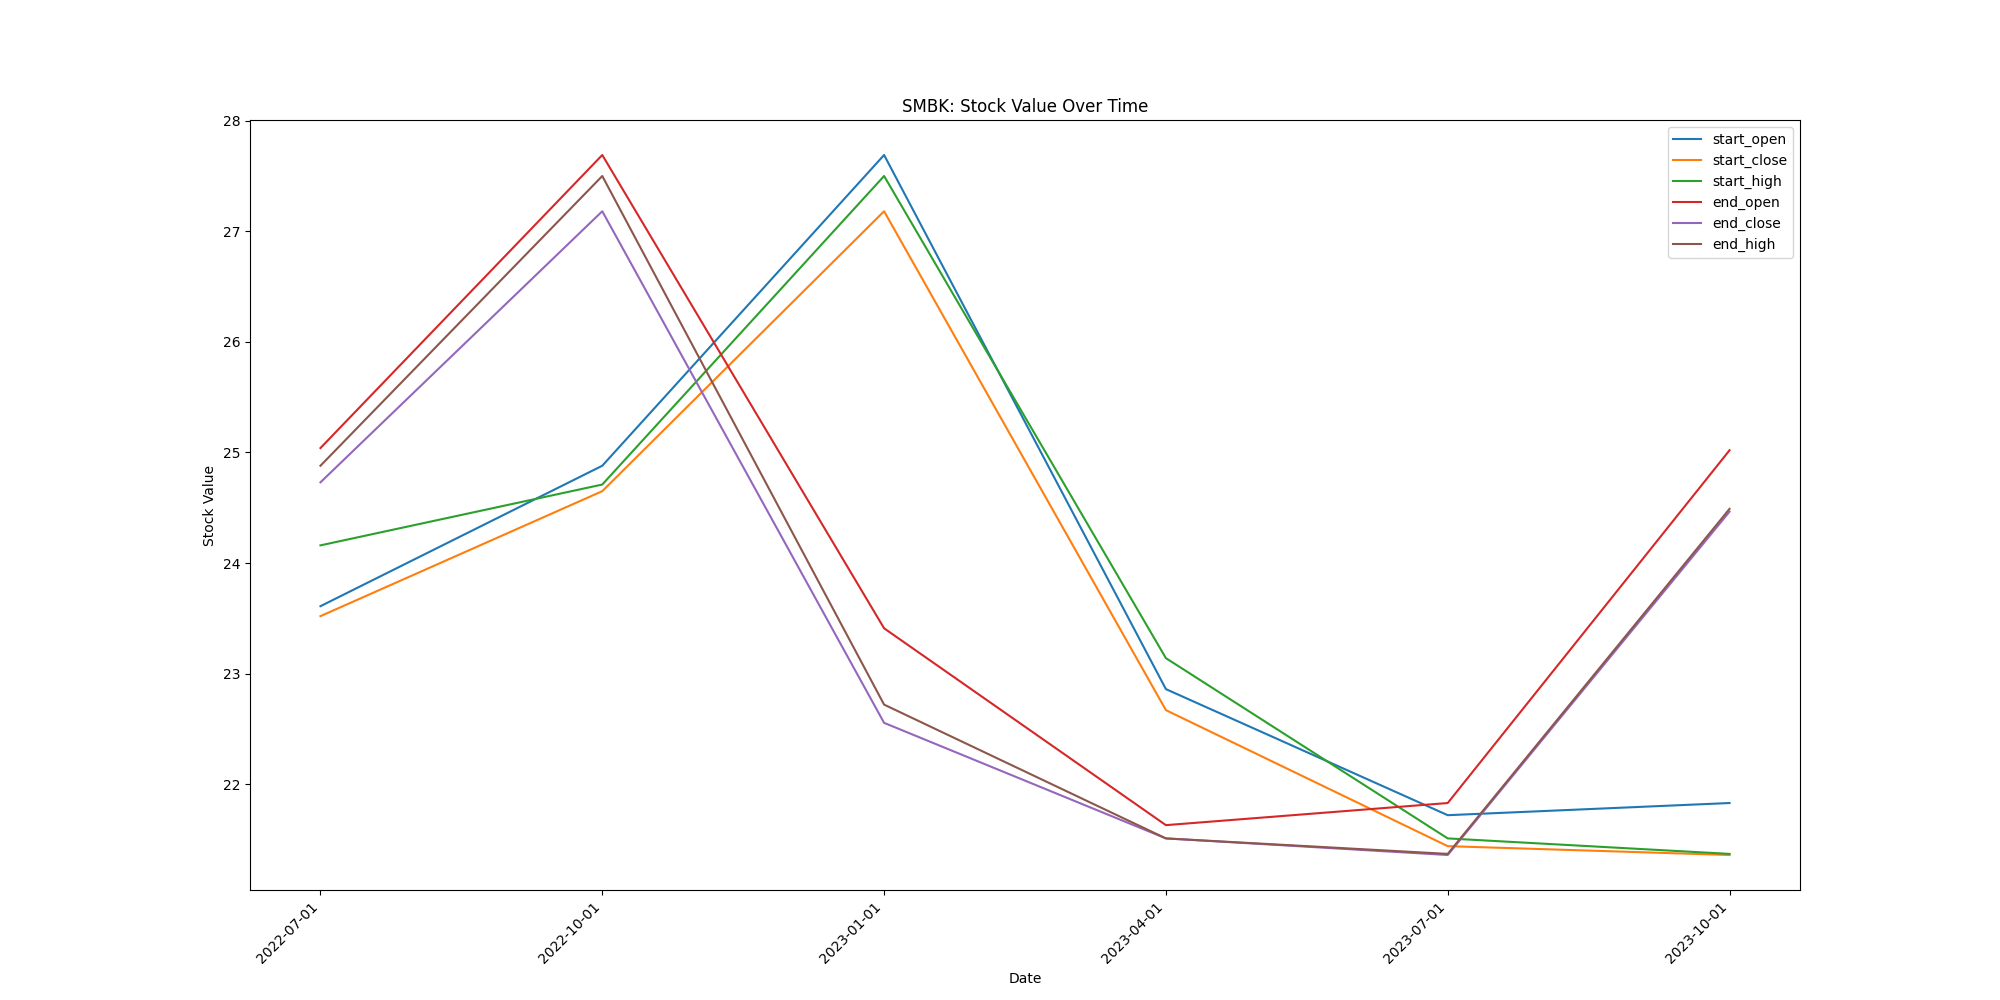 SMBK: Stock Value Over Time
start_open
start_close
start_high
end_open
end_close
end_high
Stock Value
28
27
26
25
24
23
22
2022-07-01
2022-10-01
2023-01-01
2023-04-01
2023-07-01
2023-10-01
Date